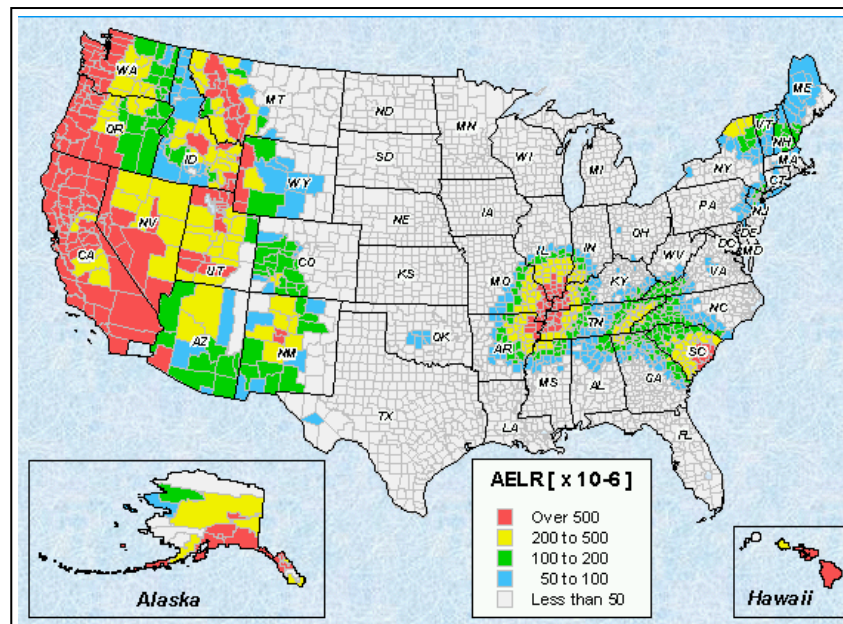 WA
MT
ND
MN
ME
OR
ID
SD
WI
MI
VT
NH
NY
MA
CT
WY
IA
PA
NJ
NV
NE
IL
IN
OH
DE
MD
DC
CA
UT
CO
KS
MO
WV
VA
KY
AZ
NM
OK
AR
TN
NC
SC
MS
AL
GA
TX
LA
FL
AELR [ x 10-6 ]
Over 500
200 to 500
100 to 200
50 to 100
Less than 50
Alaska
Hawaii